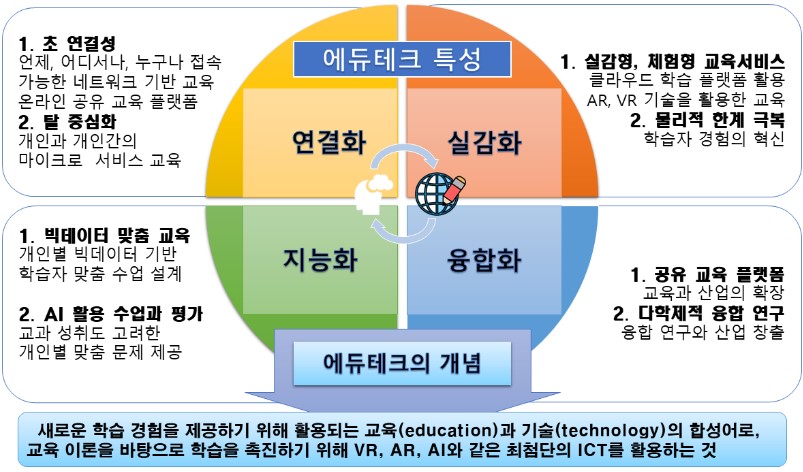 에듀테크 특성
1. 초 연결성
언제, 어디서나, 누구나 접속
가능한 네트워크 기반 교육
온라인 공유 교육 플랫폼
2. 탈 중심화
개인과 개인간의
마이크로 서비스 교육
연결화
실감화
1. 실감형, 체험형 교육서비스
클라우드 학습 플랫폼 활용
AR, VR 기술을 활용한 교육
2. 물리적 한계 극복
학습자 경험의 혁신
1. 빅테이터 맞춤 교육
개인별 빅데이터 기반
학습자 맞춤 수업 설계
2. AI 활용 수업과 평가
교과 성취도 고려한
개인별 맞춤 문제 제공
지능화
융합화
1. 공유 교육 플랫폼
교육과 산업의 확장
2. 다학제적 융합 연구
융합 연구와 산업 창출
에듀테크의 개념
새로운 학습 경험을 제공하기 위해 활용되는 교육(education)과 기술(technology)의 합성어로,
교육 이론을 바탕으로 학습을 촉진하기 위해 VR, AR, AI와 같은 최첨단의 ICT를 활용하는 것